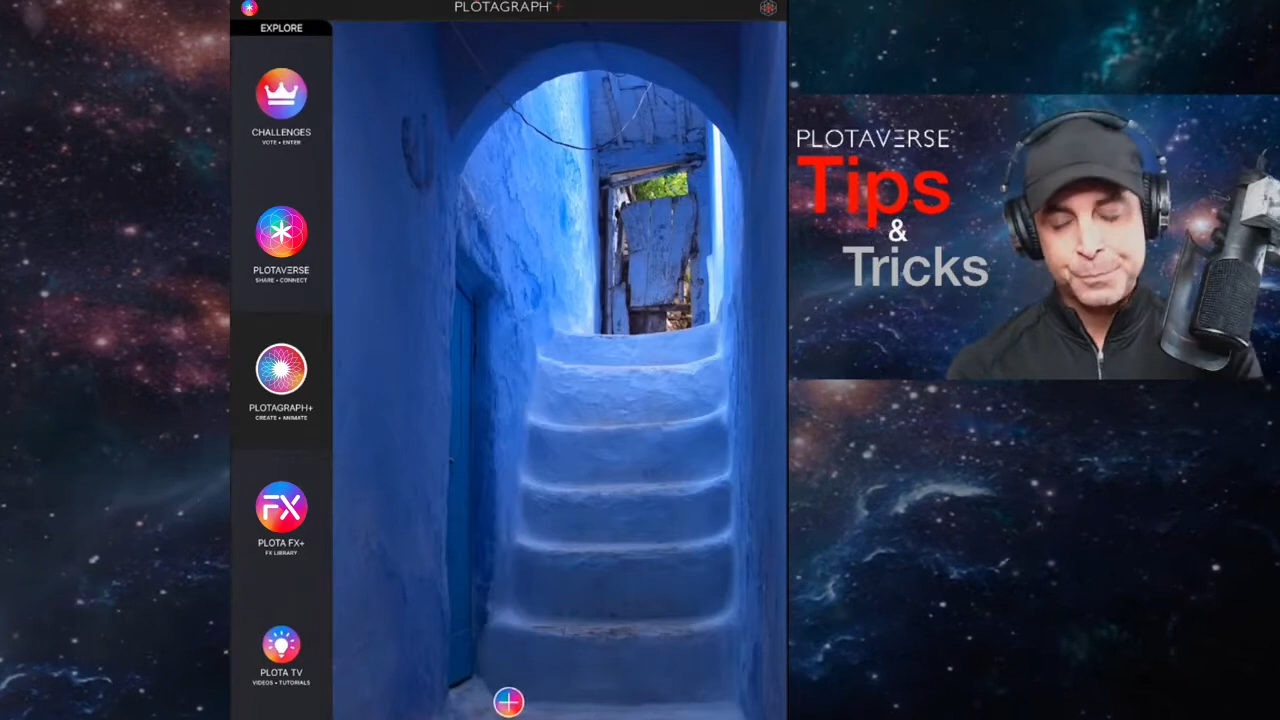 PLOTAGRAPH+
EXPLORE
CHALLENGES
VOTE • ENTER
PLOTAVERSE
SHARE • CONNECT
PLOTAGRAPH+
CREATE • ANIMATE
FX
PLOTA FX+
FX LIBRARY
PLOTA TV
VIDEOS • TUTORIALS
PLOTAVERSE
Tips
&
Tricks